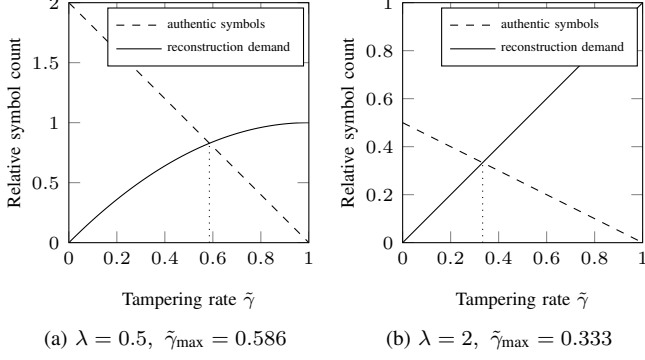 2
1.5
1
0.5
0
0 0.2 0.4 0.6 0.8 1
Relative symbol count
Tampering rate γ̃
authentic symbols
reconstruction demand
(a) λ = 0.5, γ̃max = 0.586
1
0.8
0.6
0.4
0.2
0
0 0.2 0.4 0.6 0.8 1
Relative symbol count
Tampering rate γ̃
authentic symbols
reconstruction demand
(b) λ = 2, γ̃max = 0.333